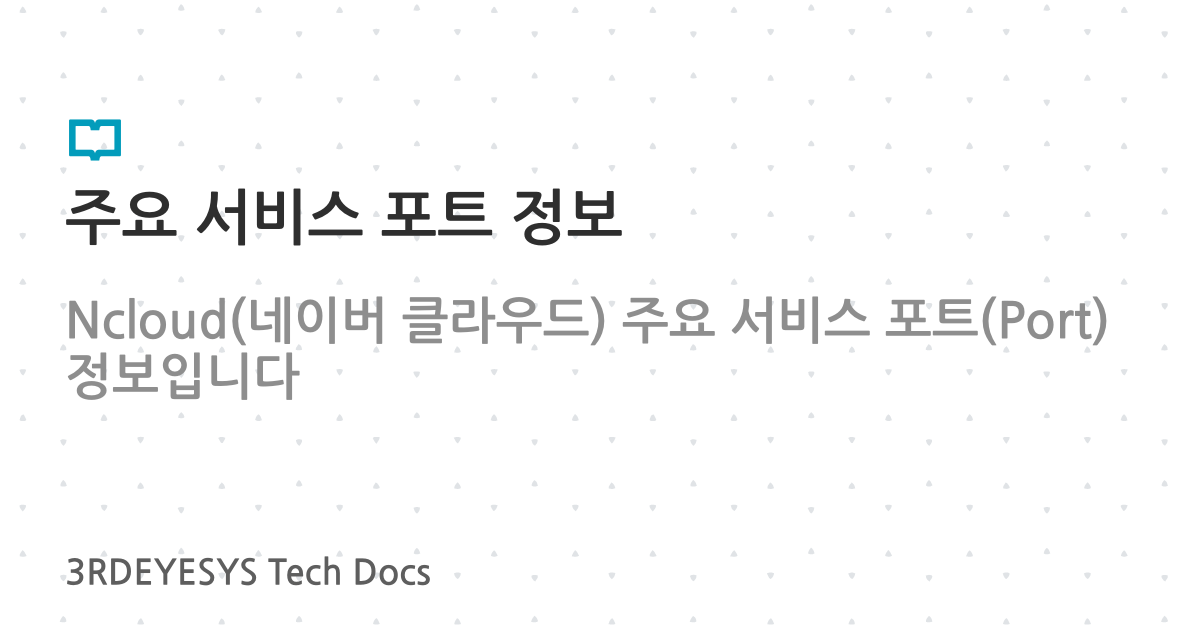 주요 서비스 포트 정보
Ncloud(네이버 클라우드) 주요 서비스 포트(Port)
정보입니다
3RDEYESYS Tech Docs